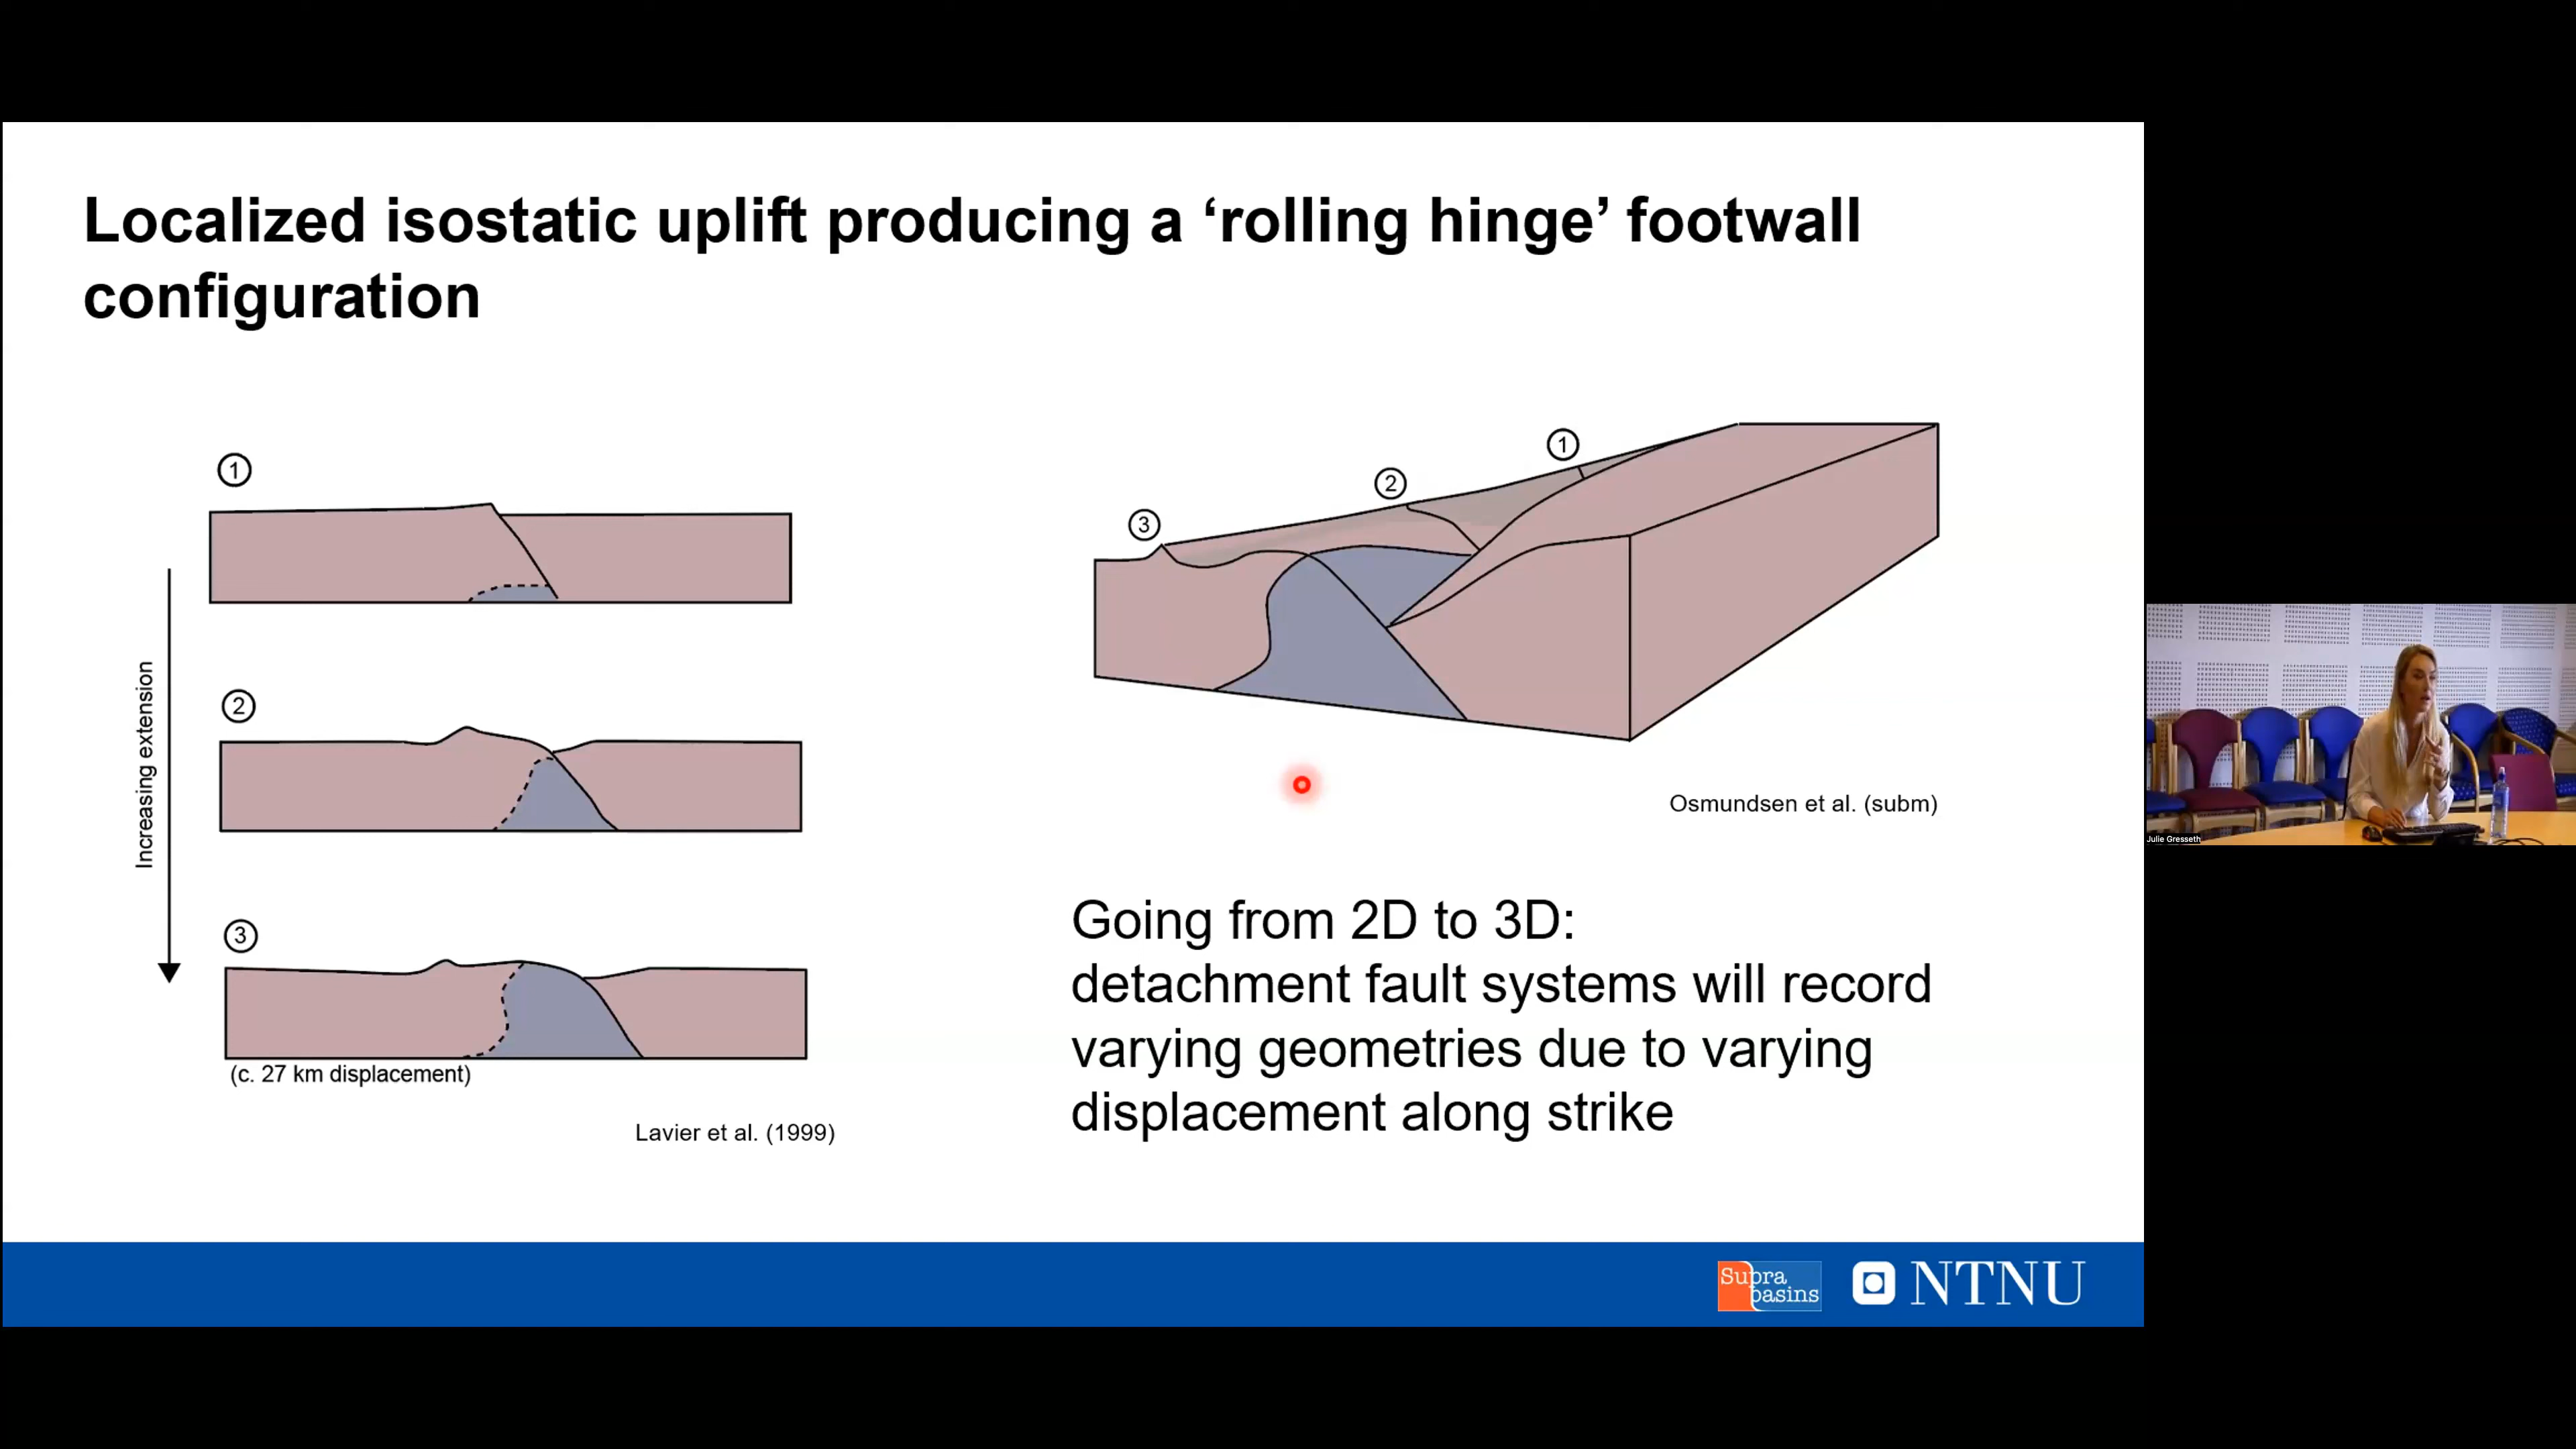 Localized isostatic uplift producing a ‘rolling hinge’ footwall
configuration
1
2
3
Increasing extension
(c. 27 km displacement)
Lavier et al. (1999)
1
2
3
Osmundsen et al. (subm)
Going from 2D to 3D:
detachment fault systems will record
varying geometries due to varying
displacement along strike
Supra
basins
NTNU
Julie Gresseth